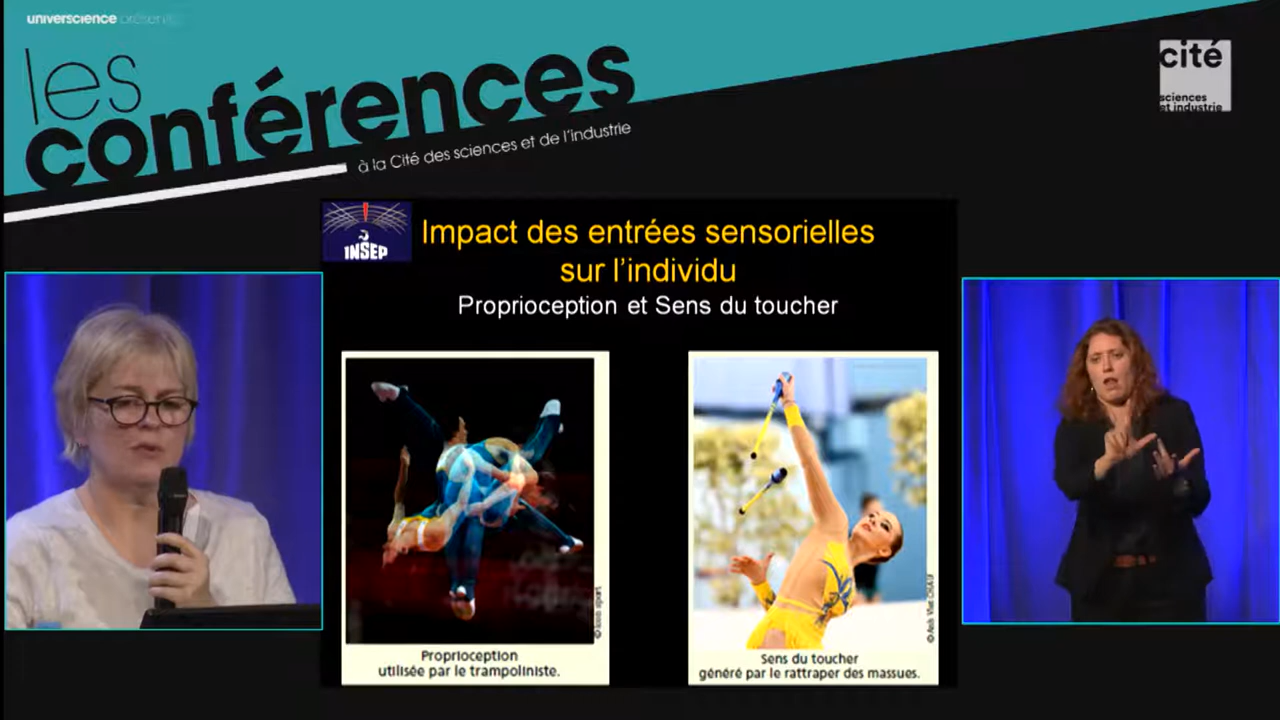 universcience présente
les
conférences
à la Cité des sciences et de l'industrie
cité
sciences
et industrie
INSEP
Impact des entrées sensorielles
sur l'individu
Proprioception et Sens du toucher
Proprioception
utilisée par le trampoliniste.
Sens du toucher
généré par le rattraper des massues.